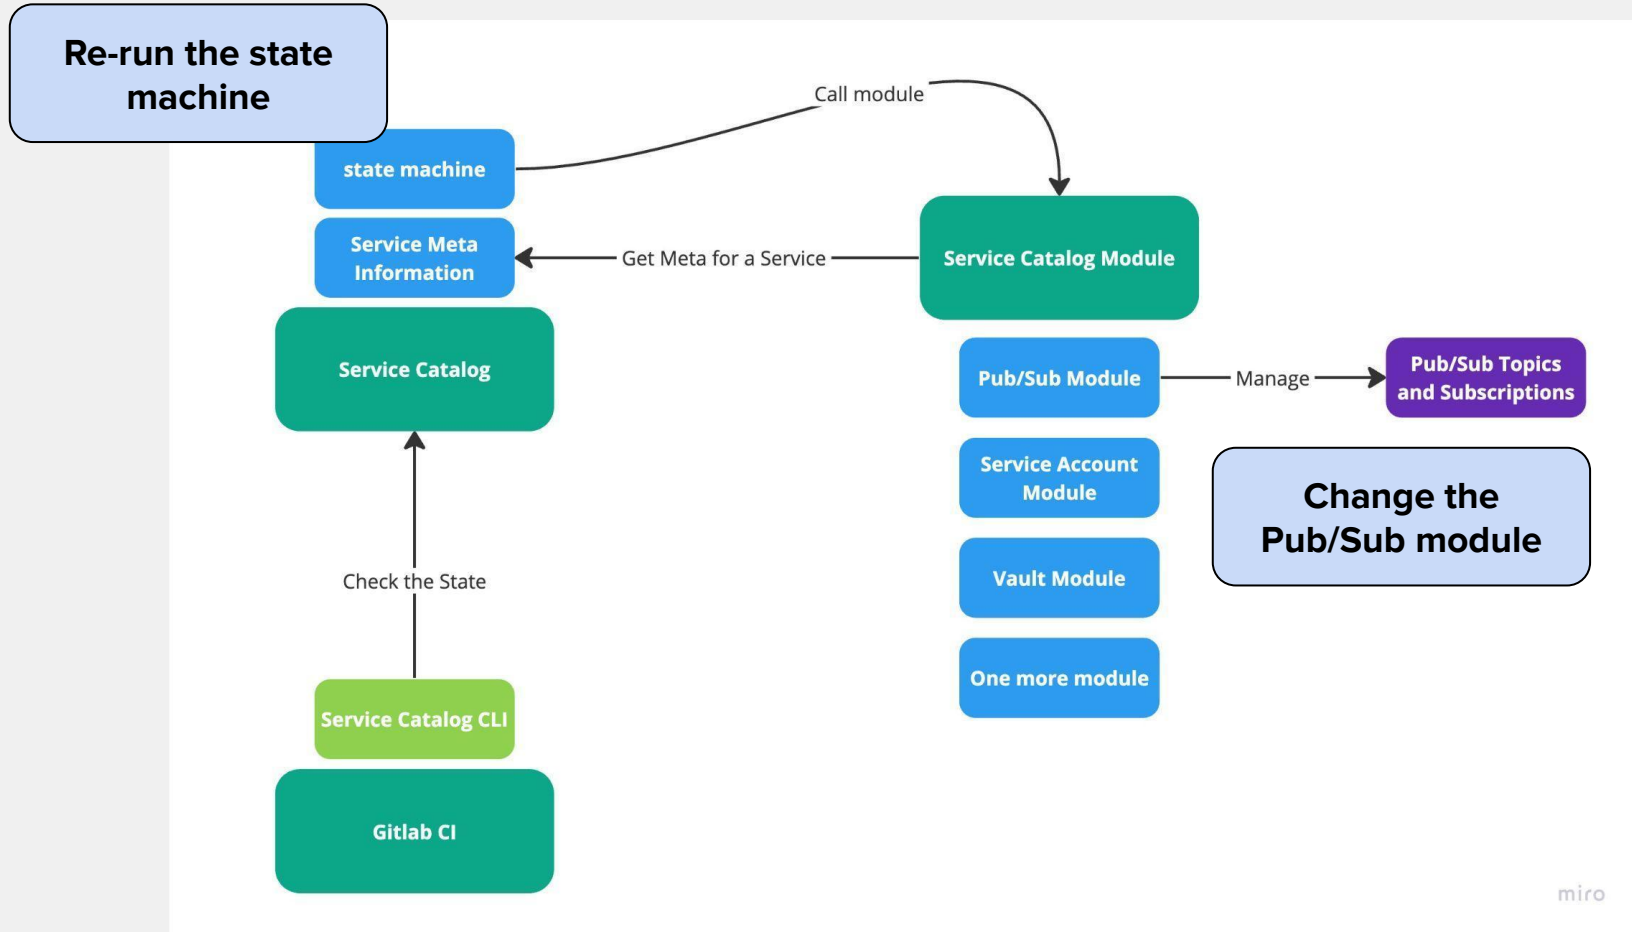 Re-run the state
machine
Call module
state machine
Service Meta
Information
Get Meta for a Service
Service Catalog Module
Service Catalog
Pub/Sub Module
Manage
Pub/Sub Topics
and Subscriptions
Service Account
Module
Change the
Pub/Sub module
Vault Module
Check the State
One more module
Service Catalog CLI
Gitlab CI
miro